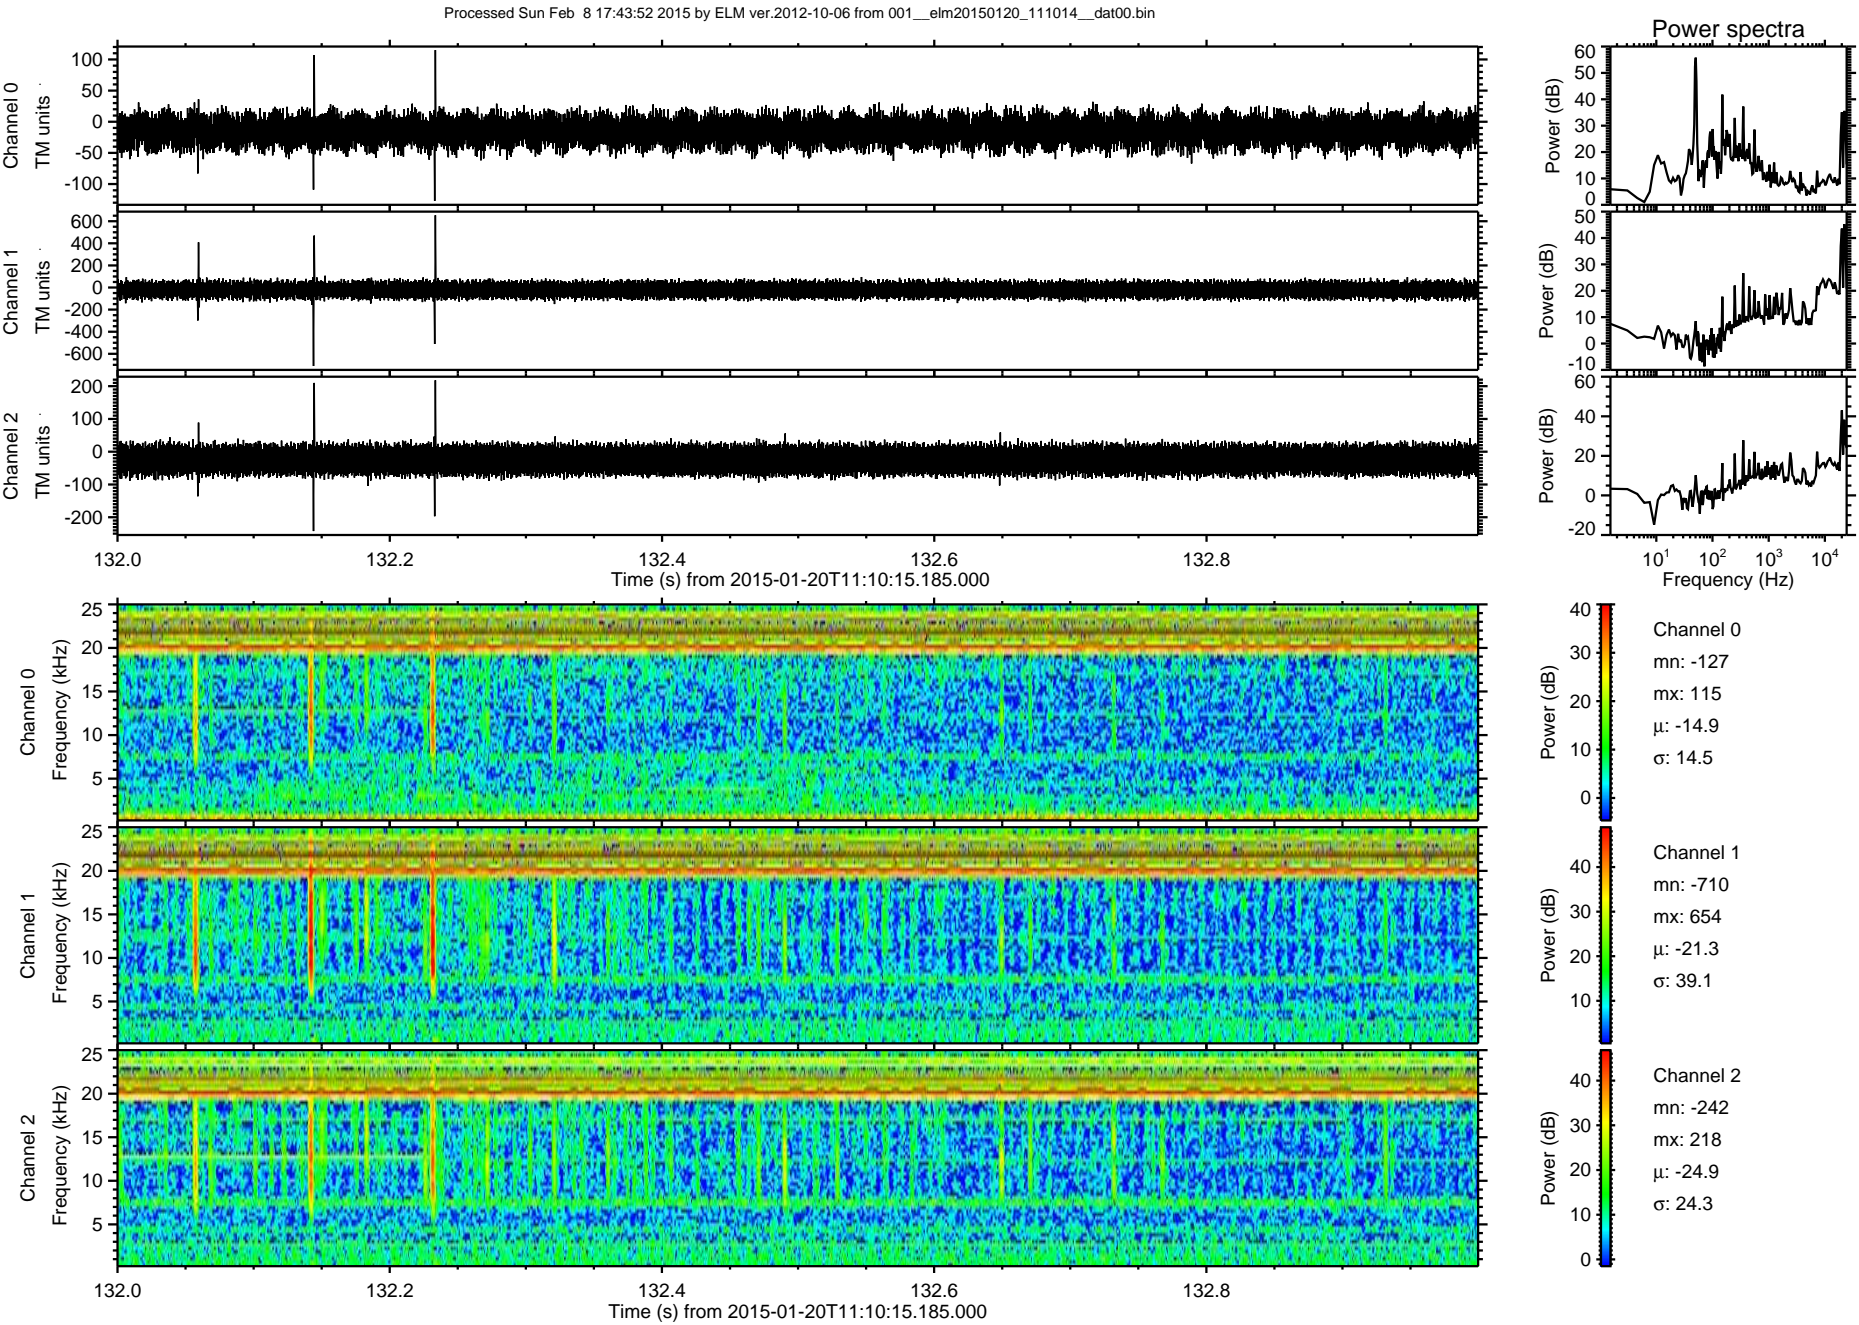 Processed Sun Feb  8 17:43:52 2015 by ELM ver.2012-10-06 from 001__elm20150120_111014__dat00.bin
Power spectra
Channel 0
TM units
100
50
0
-50
-100
Power (dB)
60
50
40
30
20
10
0
Channel 1
TM units
600
400
200
0
-200
-400
-600
Power (dB)
50
40
30
20
10
0
-10
Channel 2
TM units
200
100
0
-100
-200
Power (dB)
60
40
20
0
-20
132.0 132.2 132.4 132.6 132.8
Time (s) from 2015-01-20T11:10:15.185.000
10¹ 10² 10³ 10⁴
Frequency (Hz)
Channel 0
Frequency (kHz)
25
20
15
10
5
Power (dB)
40
30
20
10
0
Channel 0
mn: -127
mx: 115
μ: -14.9
σ: 14.5
Channel 1
Frequency (kHz)
25
20
15
10
5
Power (dB)
40
30
20
10
Channel 1
mn: -710
mx: 654
μ: -21.3
σ: 39.1
Channel 2
Frequency (kHz)
25
20
15
10
5
Power (dB)
40
30
20
10
0
Channel 2
mn: -242
mx: 218
μ: -24.9
σ: 24.3
132.0 132.2 132.4 132.6 132.8
Time (s) from 2015-01-20T11:10:15.185.000